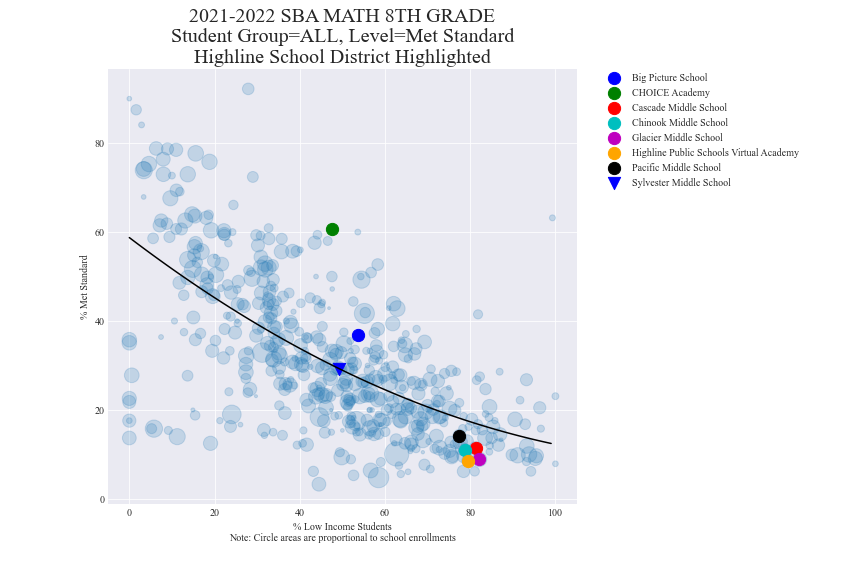 2021-2022 SBA MATH 8TH GRADE
Student Group=ALL, Level=Met Standard
Highline School District Highlighted
Big Picture School
CHOICE Academy
Cascade Middle School
Chinook Middle School
Glacier Middle School
Highline Public Schools Virtual Academy
Pacific Middle School
Sylvester Middle School
% Met Standard
80
60
40
20
0
0 20 40 60 80 100
% Low Income Students
Note: Circle areas are proportional to school enrollments